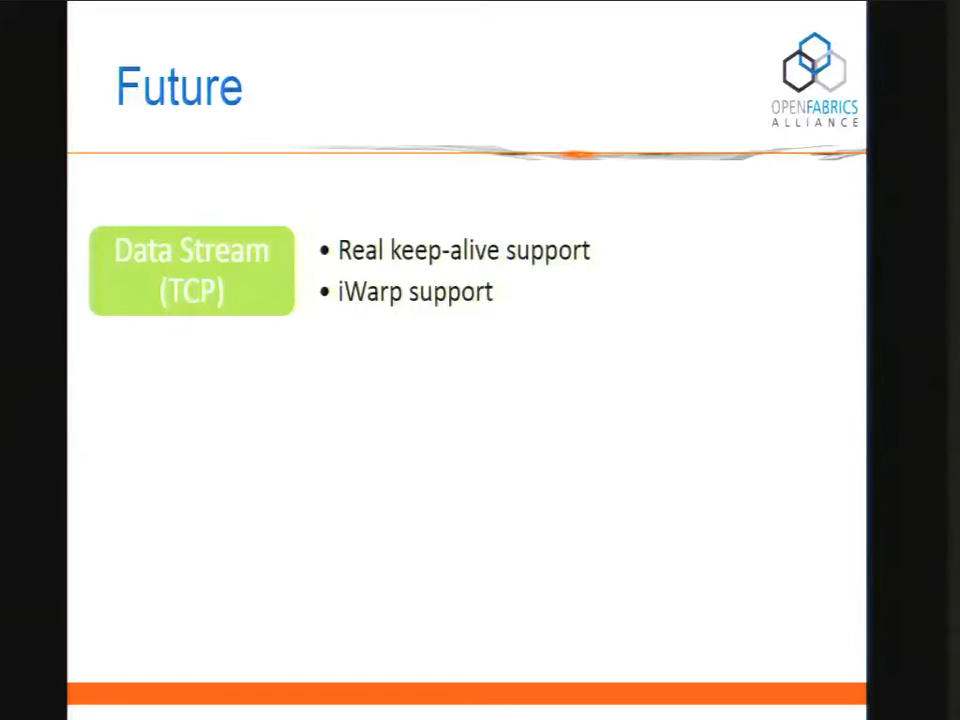 Future
OPENFABRICS
ALLIANCE
Data Stream
(TCP)
• Real keep-alive support
• iWarp support